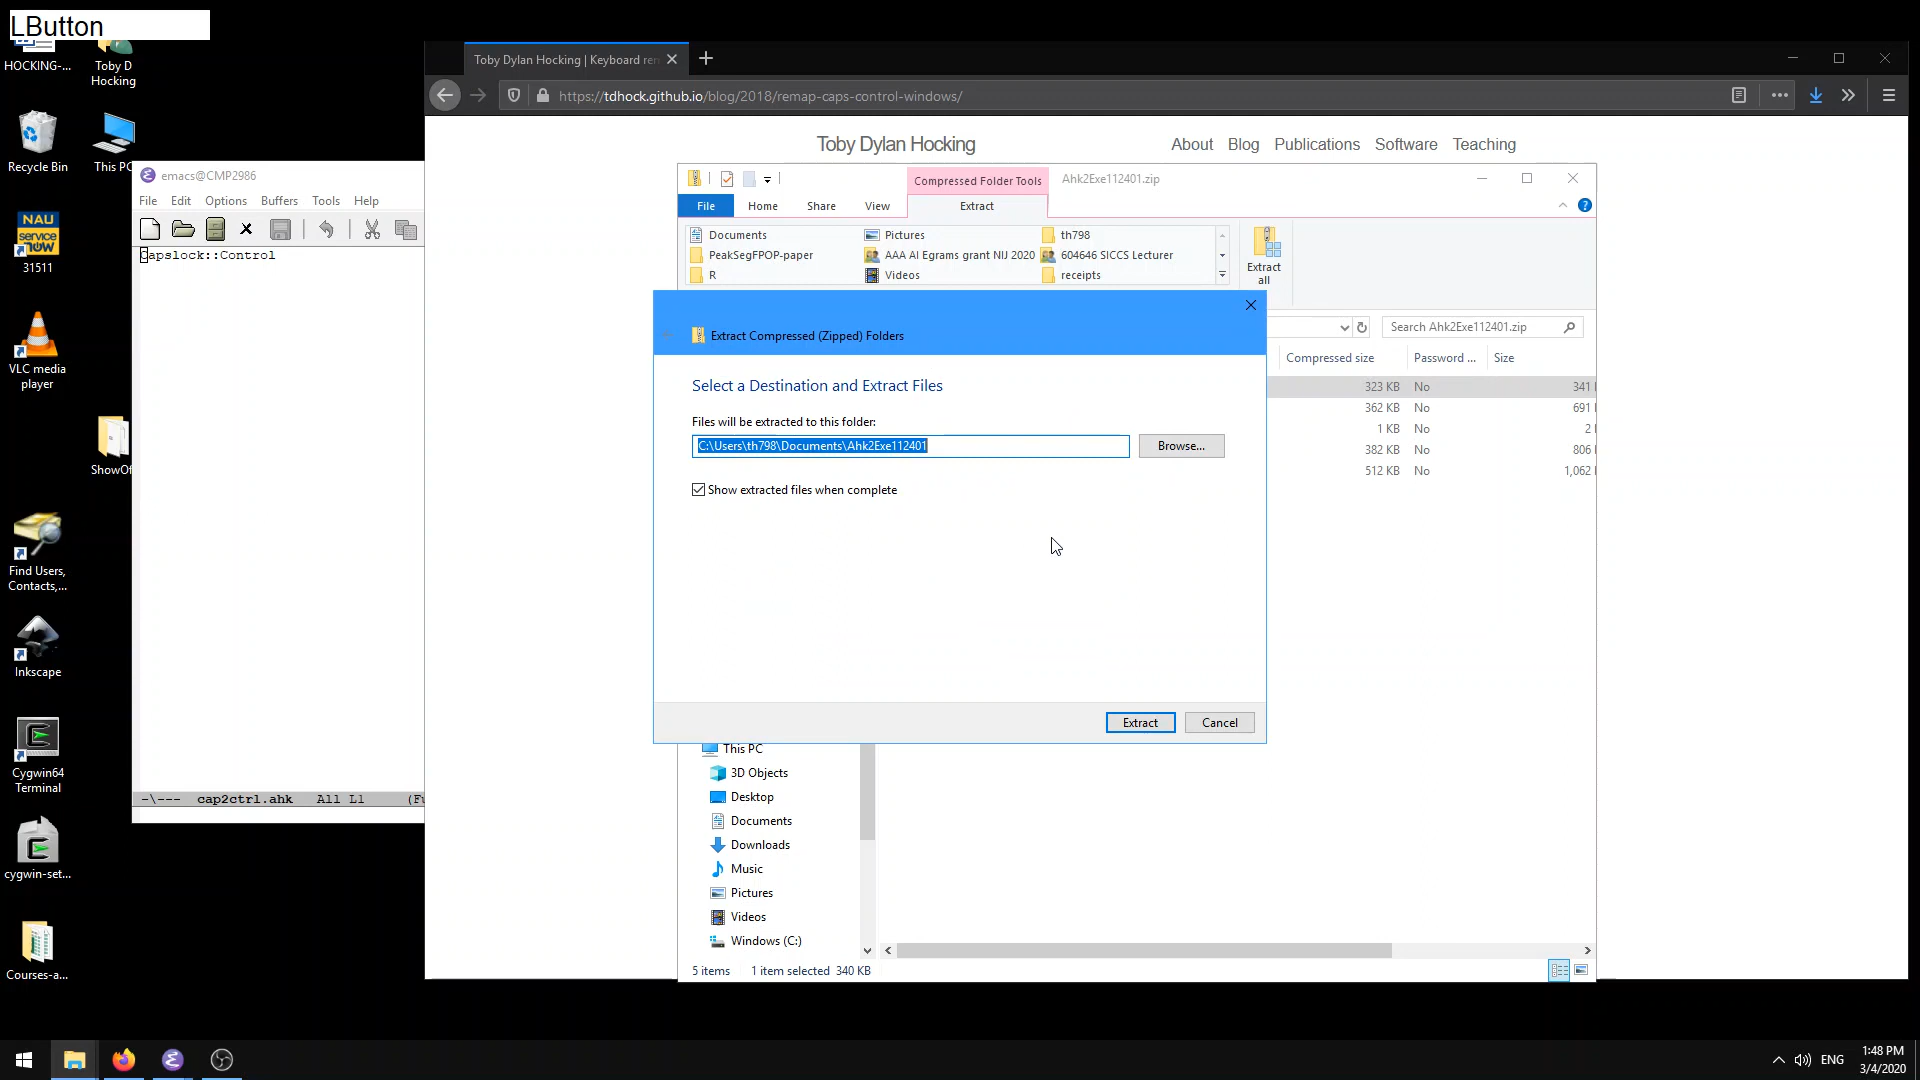 LButton
HOCKING-...
Toby D
Hocking
Recycle Bin
This PC
NAU
service
now
31511
VLC media
player
ShowOf
Find Users,
Contacts,...
Inkscape
Cygwin64
Terminal
cygwin-set...
Courses-a...
emacs@CMP2986
File Edit Options Buffers Tools Help
Capslock::Control
-\--- cap2ctrl.ahk All L1 (Fu
Toby Dylan Hocking | Keyboard rem
https://tdhock.github.io/blog/2018/remap-caps-control-windows/
Toby Dylan Hocking
About Blog Publications Software Teaching
Compressed Folder Tools
Ahk2Exe112401.zip
File Home Share View Extract
Documents Pictures th798
PeakSegFPOP-paper AAA AI Egrams grant NIJ 2020 604646 SICCS Lecturer
R Videos receipts
Extract
all
Search Ahk2Exe112401.zip
Compressed size Password ... Size
323 KB No 341
362 KB No 691
1 KB No 2
382 KB No 806
512 KB No 1,062
Extract Compressed (Zipped) Folders
Select a Destination and Extract Files
Files will be extracted to this folder:
C:\Users\th798\Documents\Ahk2Exe112401
Browse...
Show extracted files when complete
Extract Cancel
This PC
3D Objects
Desktop
Documents
Downloads
Music
Pictures
Videos
Windows (C:)
5 items 1 item selected 340 KB
ENG
1:48 PM
3/4/2020